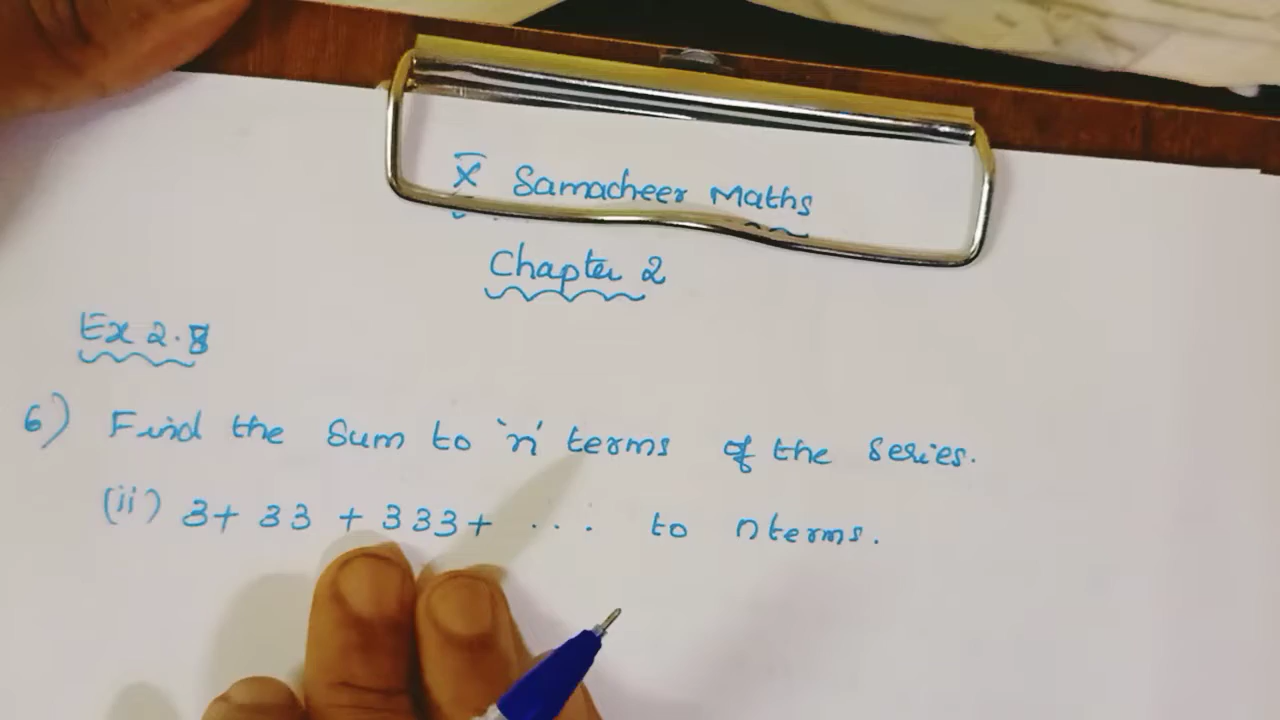 X Samacheer Maths
Chapter 2
Ex 2.8
6) Find the Sum to 'n' terms of the series.
(ii) 3+ 33 + 333+ ... to n terms.